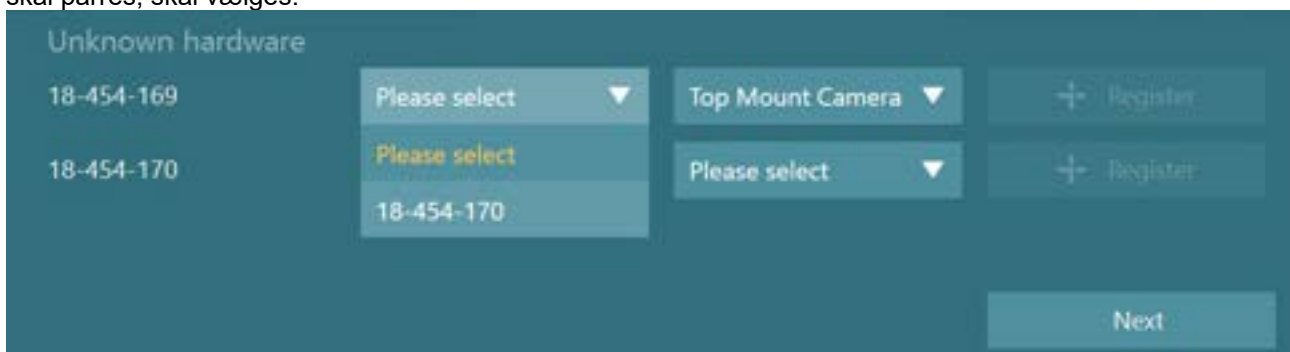 skal parres, skal vælges.
Unknown hardware
18-454-169 Please select Top Mount Camera Register
Please select
18-454-170 Please select Register
18-454-170
Next